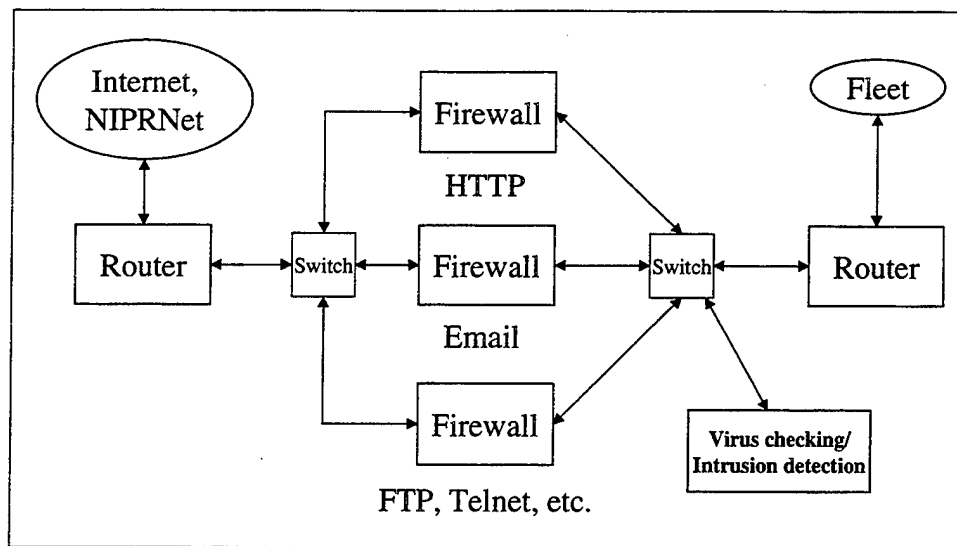 Internet,
NIPRNet
Firewall
Fleet
HTTP
Router
Switch
Firewall
Switch
Router
Email
Firewall
Virus checking/
Intrusion detection
FTP, Telnet, etc.